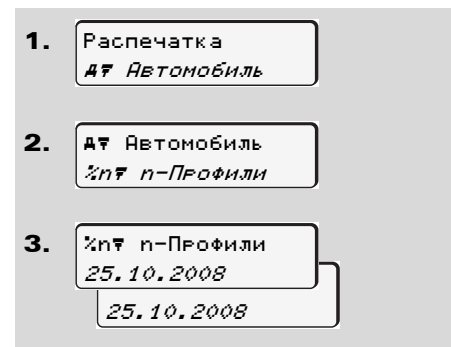 1. Распечатка
A▼ Автомобиль
2. A▼ Автомобиль
%n▼ n-Профили
3. %n▼ n-Профили
25.10.2008
25.10.2008